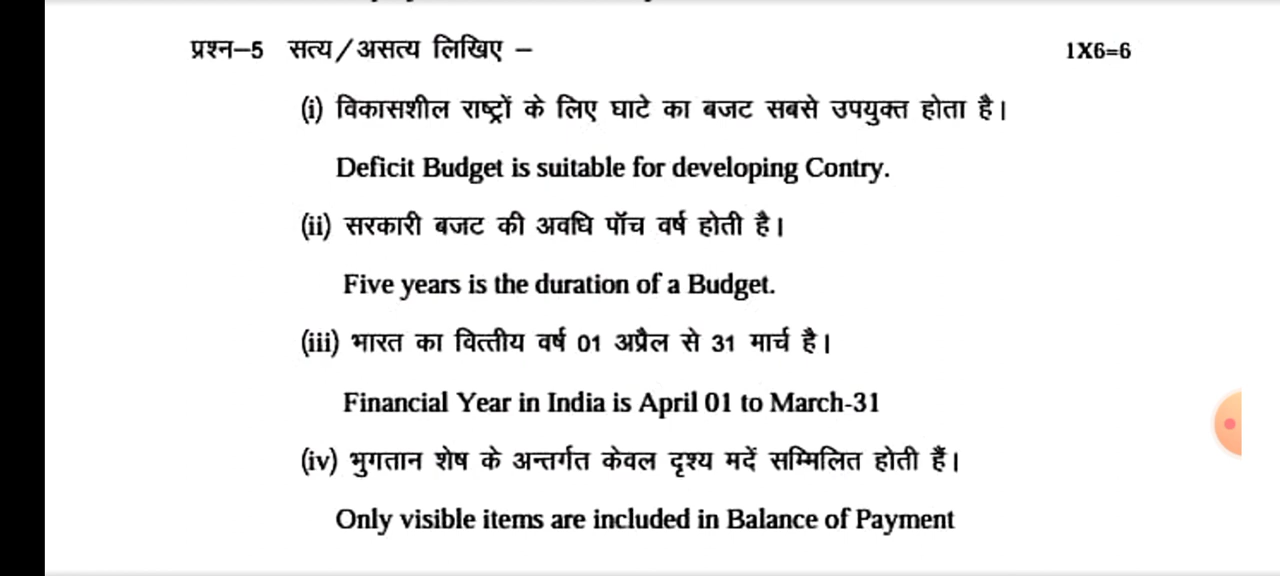 प्रश्न–5 सत्य/असत्य लिखिए – 1X6=6
(i) विकासशील राष्ट्रों के लिए घाटे का बजट सबसे उपयुक्त होता है।
Deficit Budget is suitable for developing Contry.
(ii) सरकारी बजट की अवधि पॉच वर्ष होती है।
Five years is the duration of a Budget.
(iii) भारत का वित्तीय वर्ष 01 अप्रैल से 31 मार्च है।
Financial Year in India is April 01 to March-31
(iv) भुगतान शेष के अन्तर्गत केवल दृश्य मदें सम्मिलित होती हैं।
Only visible items are included in Balance of Payment